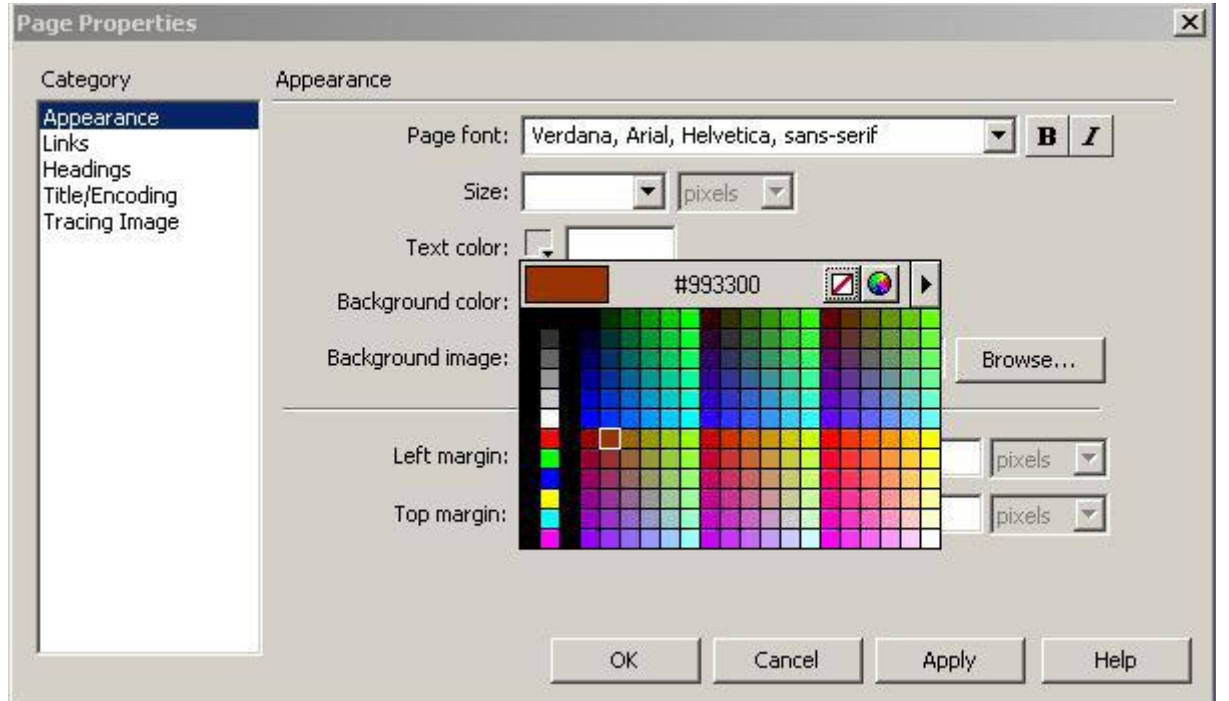 Page Properties
Category
Appearance
Links
Headings
Title/Encoding
Tracing Image
Appearance
Page font: Verdana, Arial, Helvetica, sans-serif B I
Size: pixels
Text color:
#993300
Background color:
Background image: Browse...
Left margin: pixels
Top margin: pixels
OK Cancel Apply Help